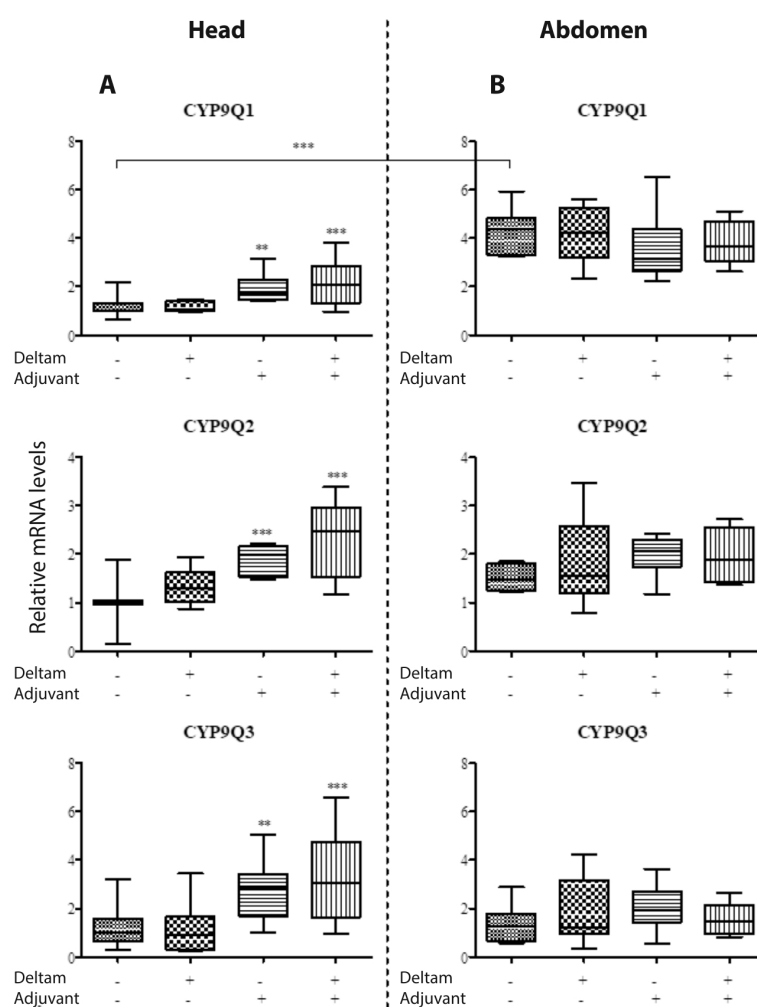 Head Abdomen
A B
CYP9Q1 CYP9Q1
8 8
***
6 6
** ***
4 4
2 2
0 0
Deltam - + - + Deltam - + - +
Adjuvant - - + + Adjuvant - - + +
CYP9Q2 CYP9Q2
Relative mRNA levels
4 4
***
3 3
***
2 2
1 1
0 0
Deltam - + - + Deltam - + - +
Adjuvant - - + + Adjuvant - - + +
CYP9Q3 CYP9Q3
8 8
***
6 6
**
4 4
2 2
0 0
Deltam - + - + Deltam - + - +
Adjuvant - - + + Adjuvant - - + +